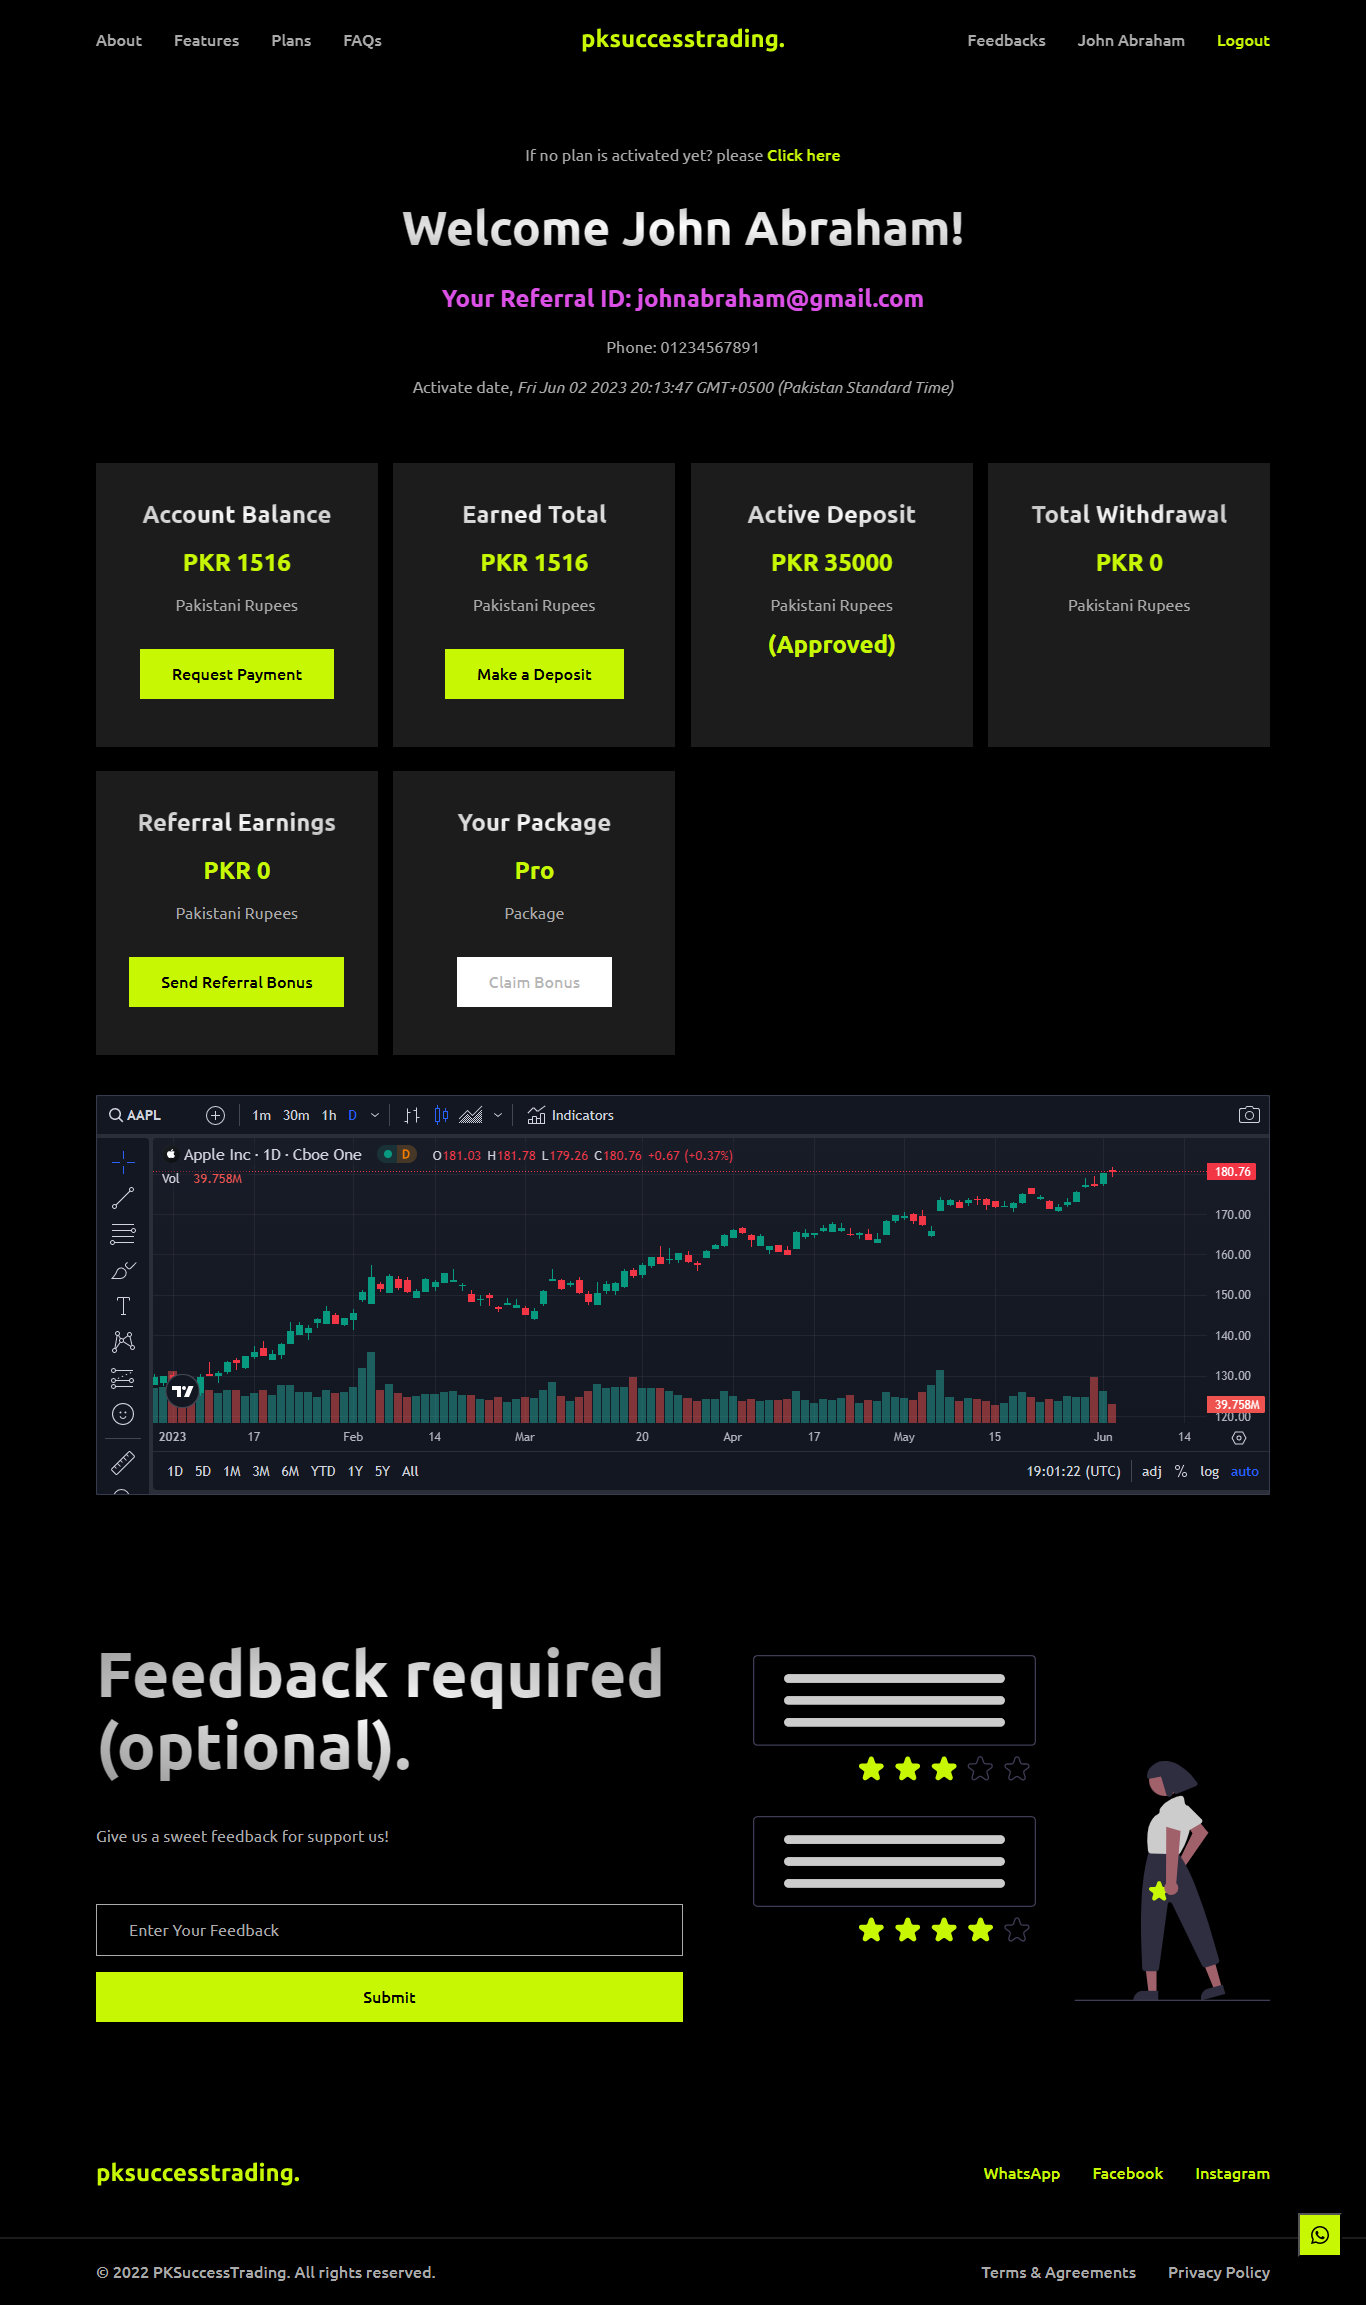 About Features Plans FAQs pksuccesstrading. Feedbacks John Abraham Logout
If no plan is activated yet? please Click here
Welcome John Abraham!
Your Referral ID: johnabraham@gmail.com
Phone: 01234567891
Activate date, Fri Jun 02 2023 20:13:47 GMT+0500 (Pakistan Standard Time)
Account Balance
PKR 1516
Pakistani Rupees
Request Payment
Earned Total
PKR 1516
Pakistani Rupees
Make a Deposit
Active Deposit
PKR 35000
Pakistani Rupees
(Approved)
Total Withdrawal
PKR 0
Pakistani Rupees
Referral Earnings
PKR 0
Pakistani Rupees
Send Referral Bonus
Your Package
Pro
Package
Claim Bonus
AAPL 1m 30m 1h D Indicators
Apple Inc · 1D · Cboe One D O181.03 H181.78 L179.26 C180.76 +0.67 (+0.37%)
Vol 39.758M
180.76
170.00
160.00
150.00
140.00
130.00
39.758M
120.00
2023 17 Feb 14 Mar 20 Apr 17 May 15 Jun 14
1D 5D 1M 3M 6M YTD 1Y 5Y All 19:01:22 (UTC) adj % log auto
Feedback required
(optional).
Give us a sweet feedback for support us!
Enter Your Feedback
Submit
pksuccesstrading. WhatsApp Facebook Instagram
© 2022 PKSuccessTrading. All rights reserved. Terms & Agreements Privacy Policy